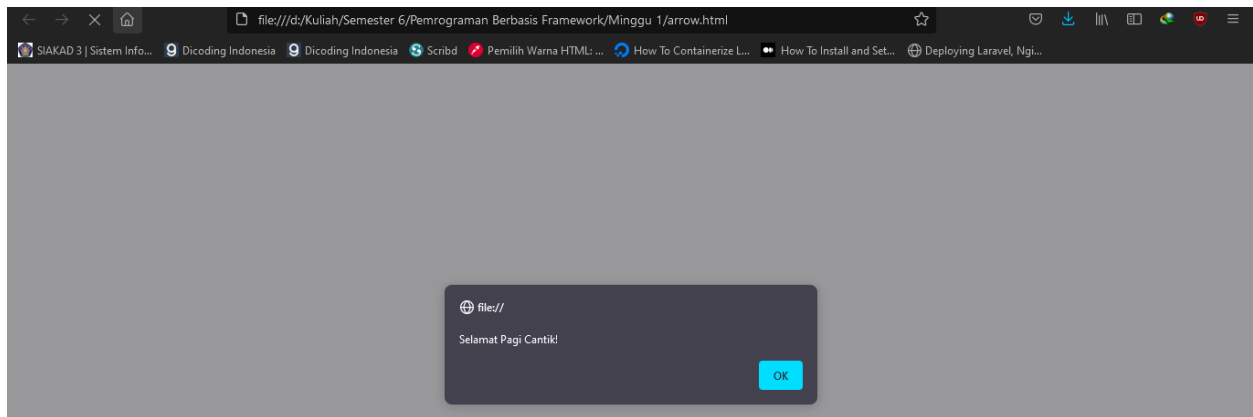 file:///d:/Kuliah/Semester 6/Pemrograman Berbasis Framework/Minggu 1/arrow.html
SIAKAD 3 | Sistem Info... Dicoding Indonesia Dicoding Indonesia Scribd Pemilih Warna HTML: ... How To Containerize L... How To Install and Set... Deploying Laravel, Ngi...
file://
Selamat Pagi Cantik!
OK